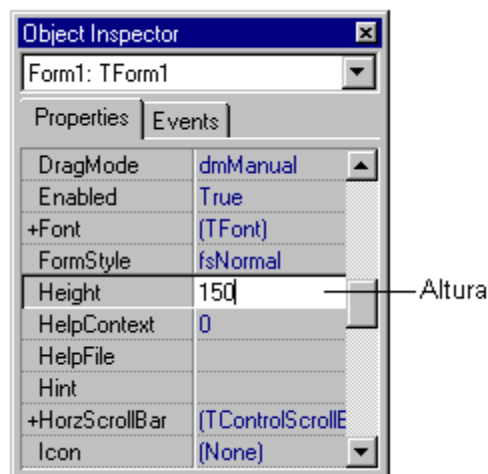 Object Inspector
Form1: TForm1
Properties Events
DragMode dmManual
Enabled True
+Font (TFont)
FormStyle fsNormal
Height 150 Altura
HelpContext 0
HelpFile
Hint
+HorzScrollBar (TControlScrollB
Icon (None)